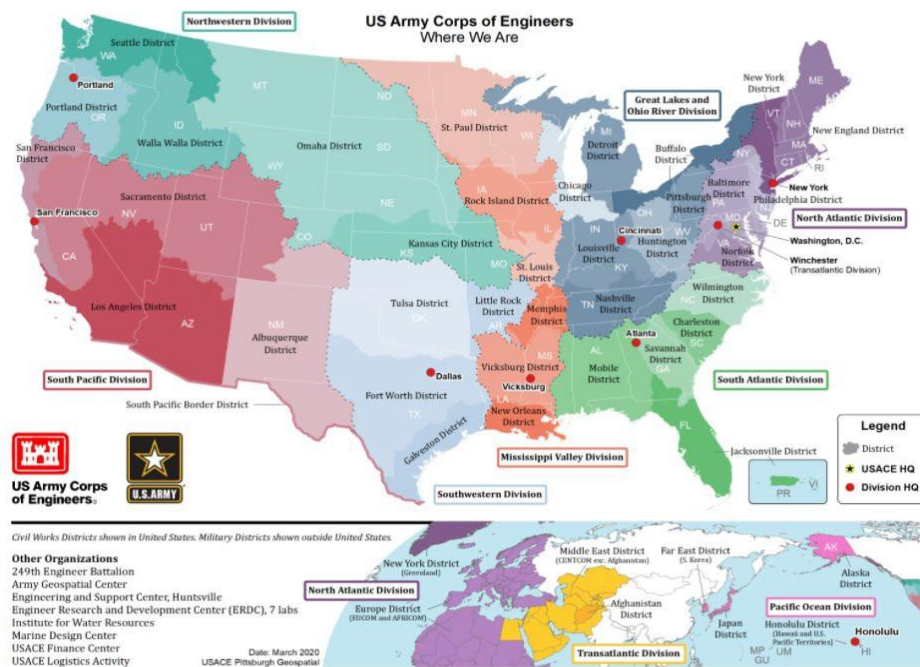 US Army Corps of Engineers
Where We Are
Northwestern Division
Seattle District
WA
Portland
Portland District
OR
ID
Walla Walla District
MT
ND
SD
WY
Omaha District
NE
CO
KS
Kansas City District
MO
MN
WI
St. Paul District
IA
Rock Island District
IL
St. Louis
District
Great Lakes and
Ohio River Division
MI
Detroit
District
Buffalo
District
Chicago
District
Pittsburgh
District
OH
IN
Cincinnati
Louisville
District
Huntington
District
WV
KY
TN
Nashville
District
New York
District
ME
VT
NH
New England District
MA
CT
RI
NY
New York
Baltimore
District
PA
Philadelphia District
NJ
North Atlantic Division
MD
DE
Washington, D.C.
VA
Norfolk
District
Winchester
(Transatlantic Division)
San Francisco
District
San Francisco
Sacramento District
NV
UT
CA
Los Angeles District
AZ
NM
Albuquerque
District
South Pacific Division
South Pacific Border District
Tulsa District
OK
Little Rock
District
AR
Dallas
Fort Worth District
TX
Galveston District
Southwestern Division
Memphis
District
MS
Vicksburg District
Vicksburg
LA
New Orleans
District
Mississippi Valley Division
Wilmington
District
NC
Charleston
District
SC
Atlanta
Savannah
District
GA
AL
Mobile
District
FL
South Atlantic Division
Jacksonville District
PR
VI
Legend
District
USACE HQ
Division HQ
US Army Corps
of Engineers®
U.S.ARMY
Civil Works Districts shown in United States. Military Districts shown outside United States.
Other Organizations
249th Engineer Battalion
Army Geospatial Center
Engineering and Support Center, Huntsville
Engineer Research and Development Center (ERDC), 7 labs
Institute for Water Resources
Marine Design Center
USACE Finance Center
USACE Logistics Activity
Date: March 2020
USACE Pittsburgh Geospatial
New York District
(Greenland)
North Atlantic Division
Europe District
(EUCOM and AFRICOM)
Middle East District
(CENTCOM exc. Afghanistan)
Afghanistan
District
Transatlantic Division
Far East District
(S. Korea)
Japan
District
AK
Alaska
District
Pacific Ocean Division
Honolulu District
(Hawaii and U.S.
Pacific Territories)
Honolulu
HI
MP
GU
UM